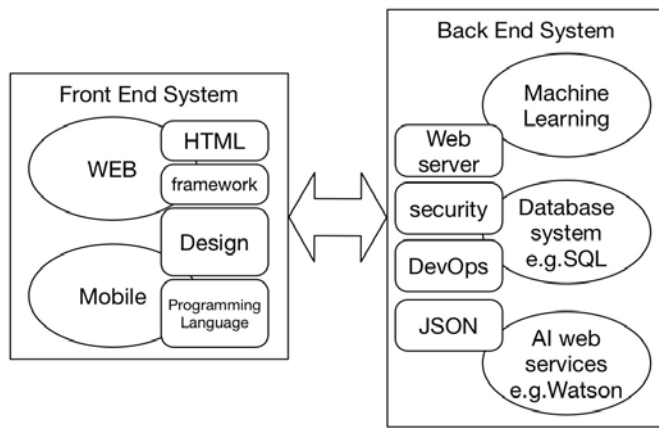 Front End System
WEB
HTML
framework
Design
Mobile
Programming
Language
Back End System
Machine
Learning
Web
server
security
Database
system
e.g.SQL
DevOps
JSON
AI web
services
e.g.Watson